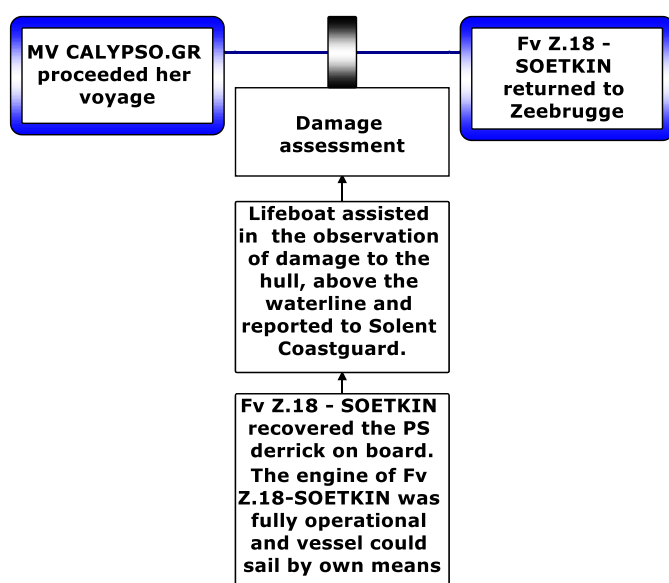 MV CALYPSO.GR
proceeded her
voyage
Fv Z.18 -
SOETKIN
returned to
Zeebrugge
Damage
assessment
Lifeboat assisted
in the observation
of damage to the
hull, above the
waterline and
reported to Solent
Coastguard.
Fv Z.18 - SOETKIN
recovered the PS
derrick on board.
The engine of Fv
Z.18-SOETKIN was
fully operational
and vessel could
sail by own means